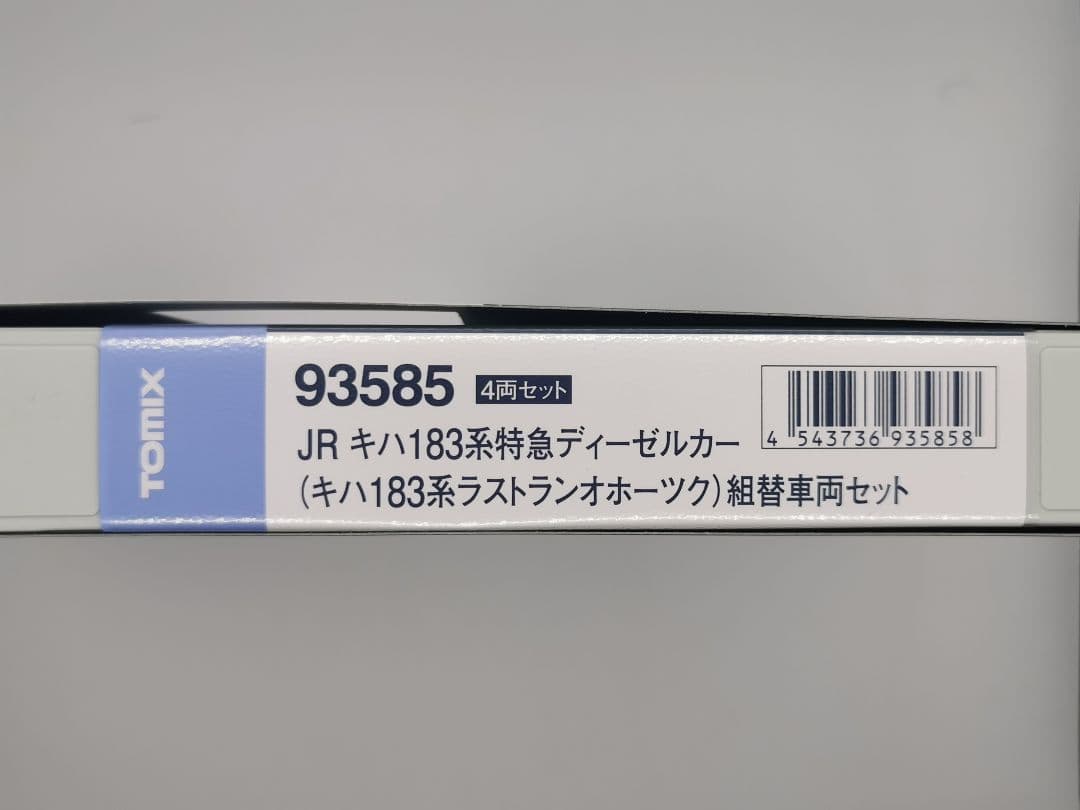 TOMIX
93585 4両セット
JR キハ183系特急ディーゼルカー
(キハ183系ラストランオホーツク)組替車両セット
4 543736 935858